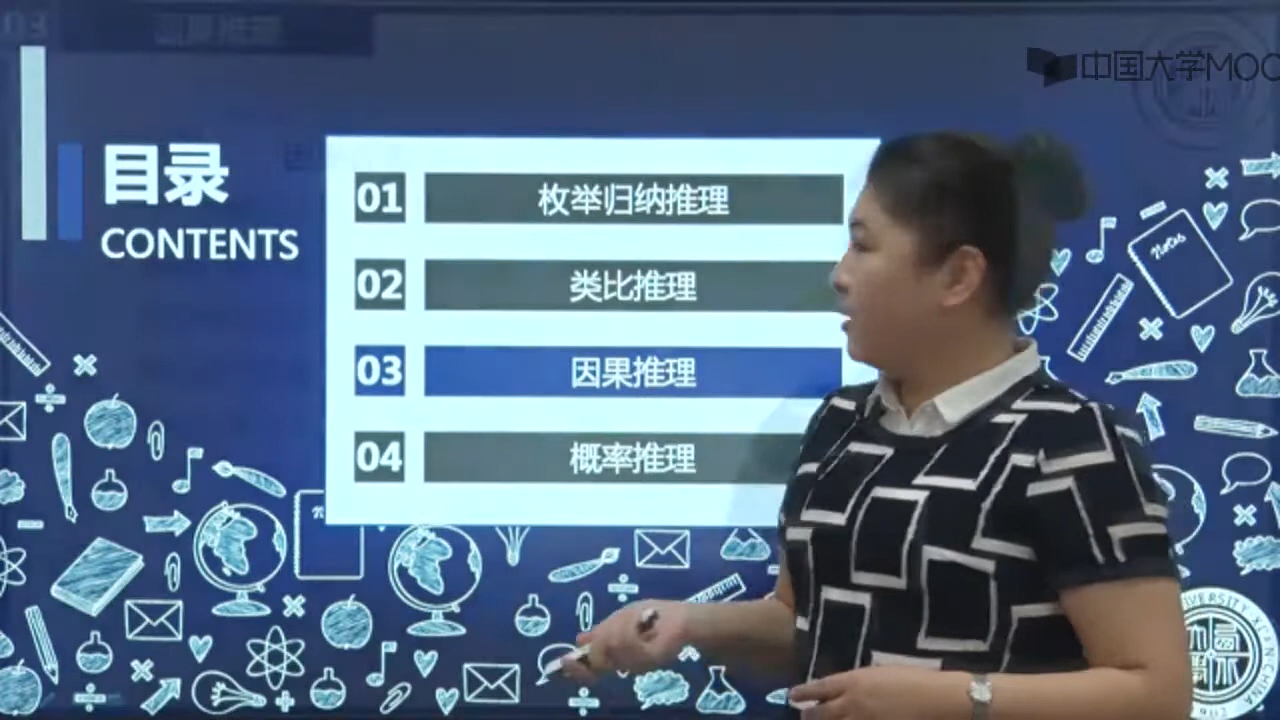 中国大学MOO
目录
CONTENTS
01 枚举归纳推理
02 类比推理
03 因果推理
04 概率推理
Notes